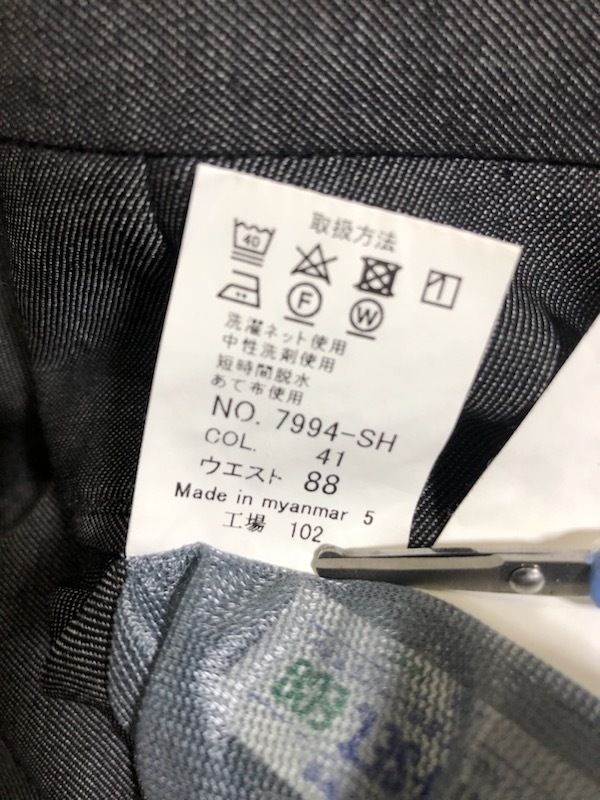 取扱方法
40
F W
洗濯ネット使用
中性洗剤使用
短時間脱水
あて布使用
NO. 7994-SH
COL. 41
ウエスト 88
Made in myanmar 5
工場 102
803